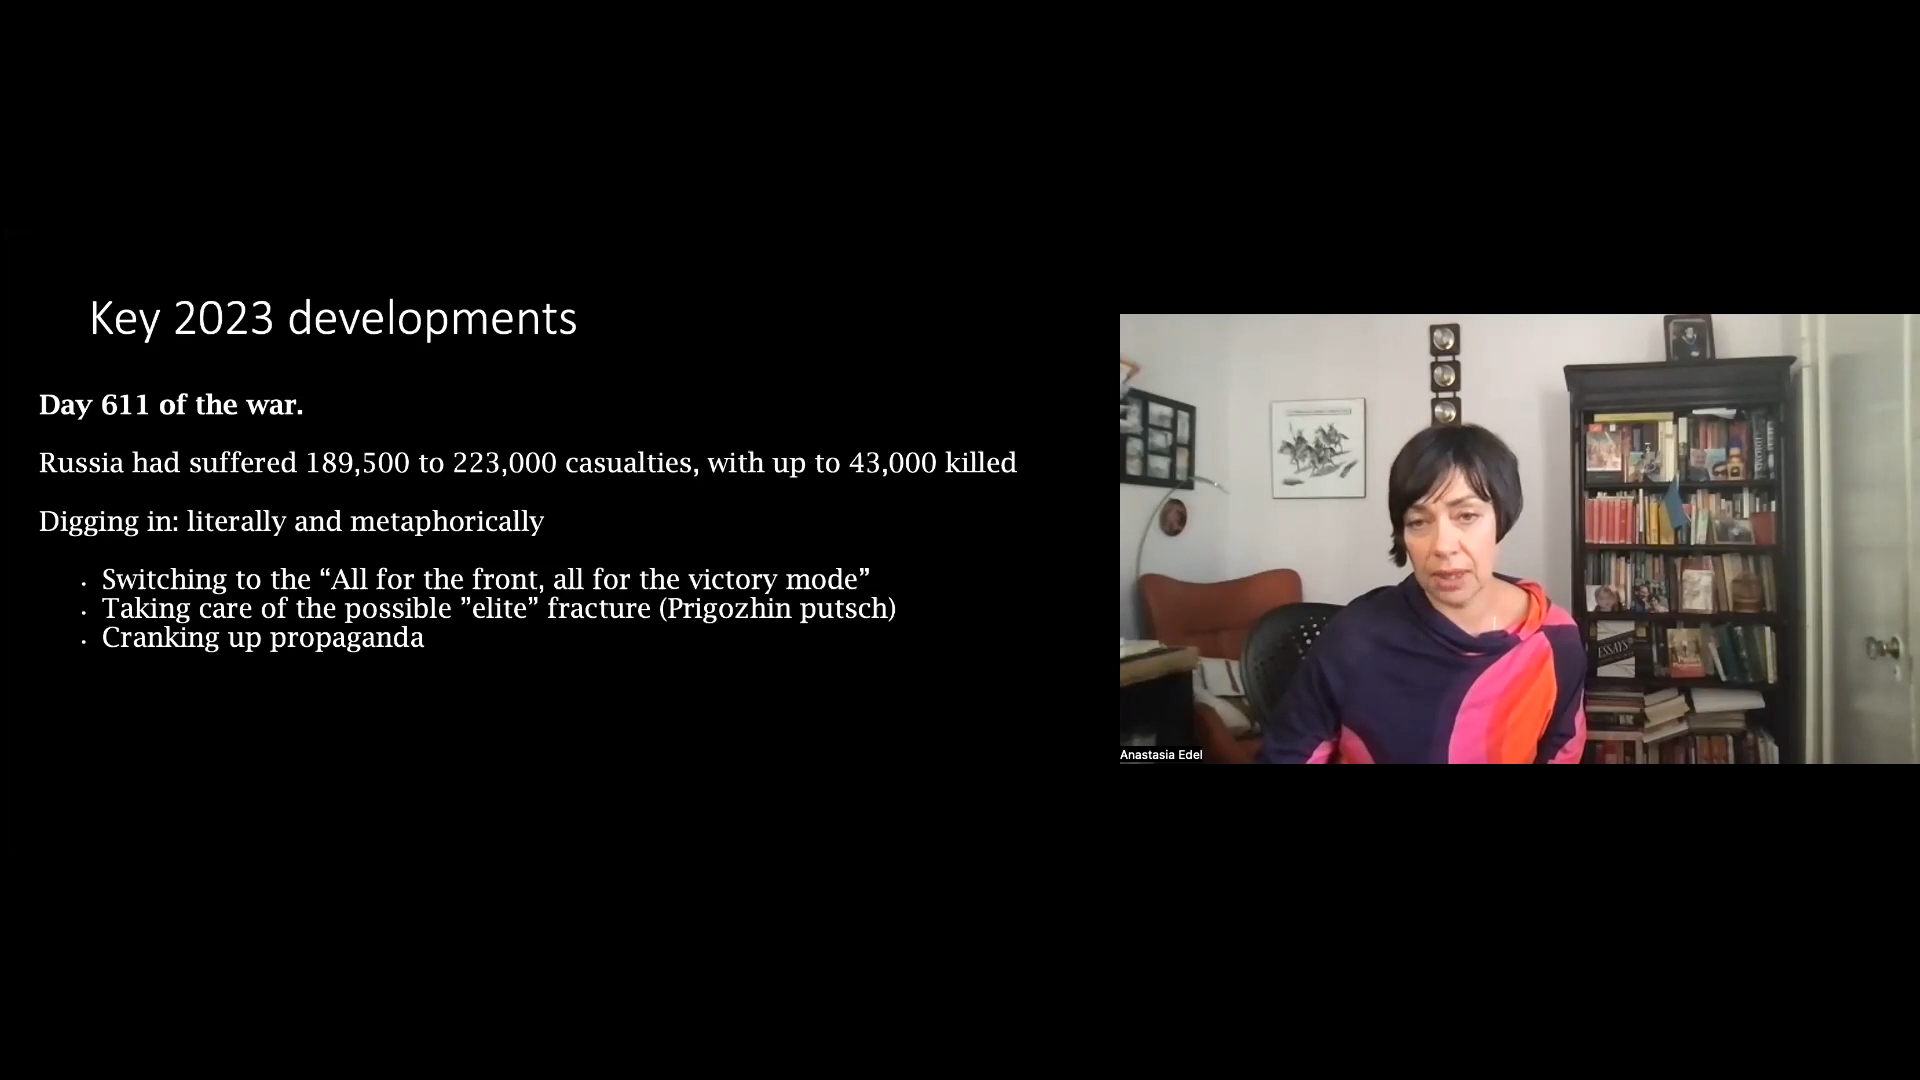 Key 2023 developments
Day 611 of the war.
Russia had suffered 189,500 to 223,000 casualties, with up to 43,000 killed
Digging in: literally and metaphorically
• Switching to the “All for the front, all for the victory mode”
• Taking care of the possible ”elite” fracture (Prigozhin putsch)
• Cranking up propaganda
ESSAYS
Anastasia Edel